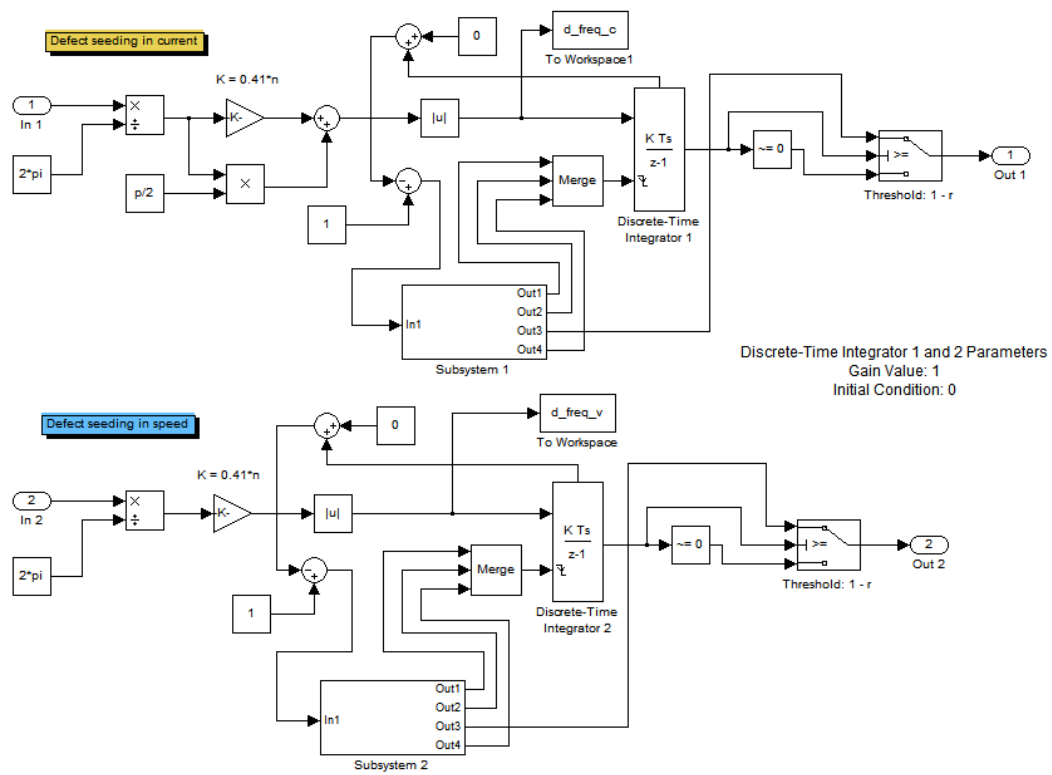 Defect seeding in current
0
d_freq_c
To Workspace1
K = 0.41*n
1
In 1
×
÷
-K-
+
+
+
+
|u|
K Ts
z-1
~= 0
>=
1
Out 1
Threshold: 1 - r
2*pi
p/2
×
-
+
Merge
1
Discrete-Time
Integrator 1
In1
Out1
Out2
Out3
Out4
Subsystem 1
Discrete-Time Integrator 1 and 2 Parameters
Gain Value: 1
Initial Condition: 0
Defect seeding in speed
0
d_freq_v
To Workspace
K = 0.41*n
2
In 2
×
÷
-K-
+
+
|u|
K Ts
z-1
~= 0
>=
2
Out 2
Threshold: 1 - r
2*pi
-
+
Merge
1
Discrete-Time
Integrator 2
In1
Out1
Out2
Out3
Out4
Subsystem 2